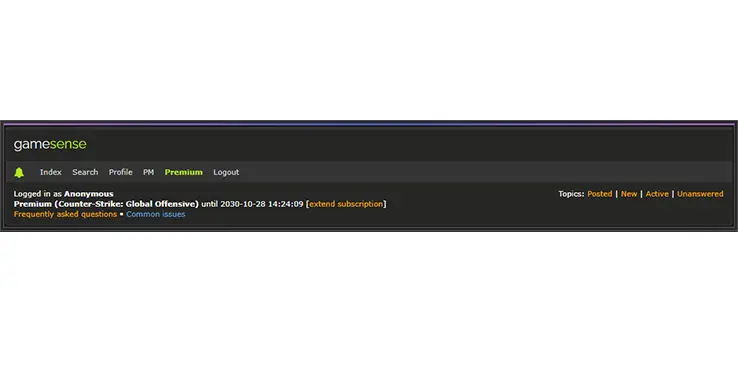 gamesense
Index Search Profile PM Premium Logout
Logged in as Anonymous
Topics: Posted | New | Active | Unanswered
Premium (Counter-Strike: Global Offensive) until 2030-10-28 14:24:09 [extend subscription]
Frequently asked questions • Common issues